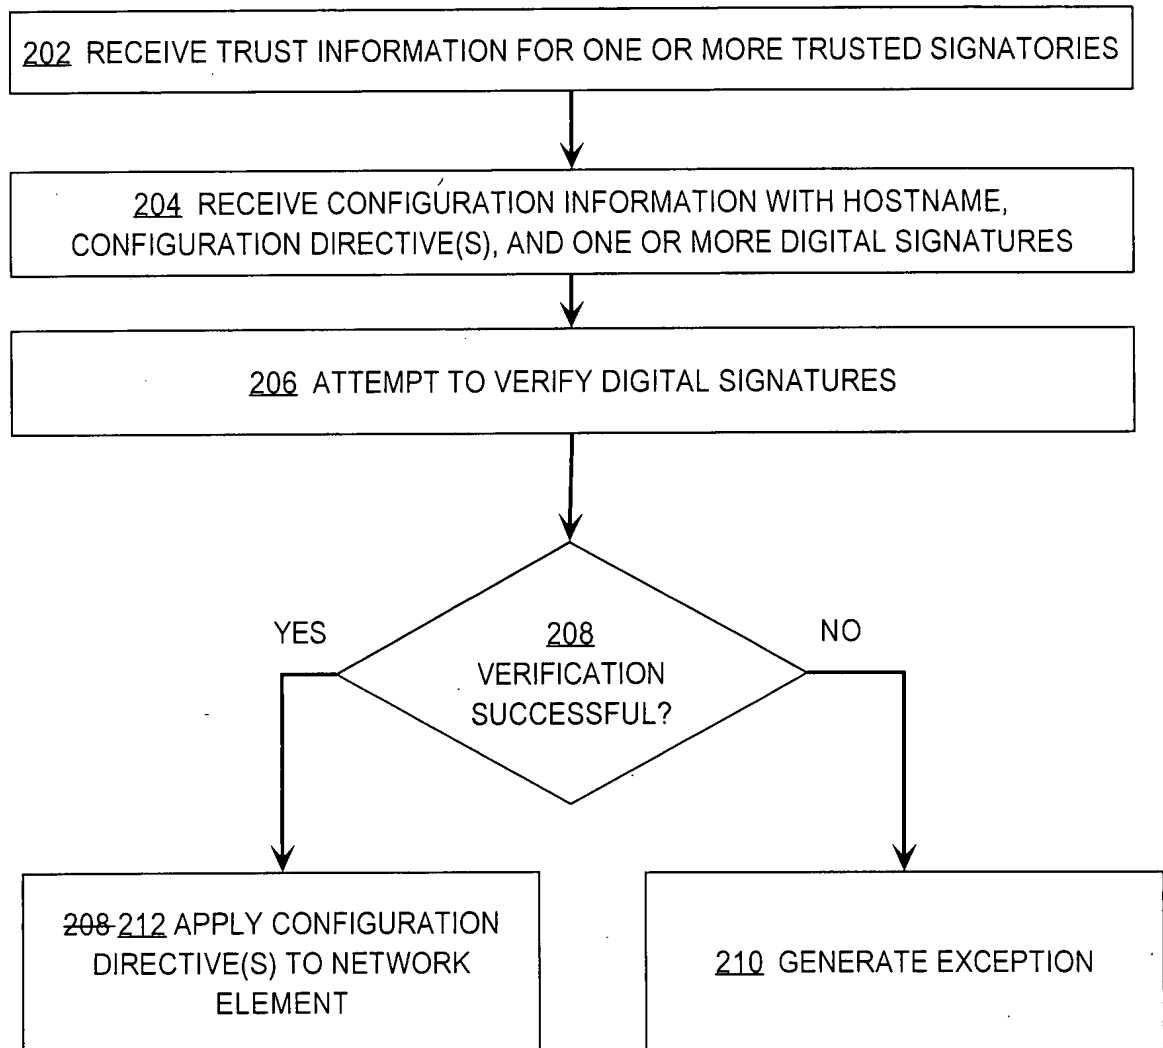 202 RECEIVE TRUST INFORMATION FOR ONE OR MORE TRUSTED SIGNATORIES
204 RECEIVE CONFIGURATION INFORMATION WITH HOSTNAME,
CONFIGURATION DIRECTIVE(S), AND ONE OR MORE DIGITAL SIGNATURES
206 ATTEMPT TO VERIFY DIGITAL SIGNATURES
YES
208
VERIFICATION
SUCCESSFUL?
NO
208 212 APPLY CONFIGURATION
DIRECTIVE(S) TO NETWORK
ELEMENT
210 GENERATE EXCEPTION